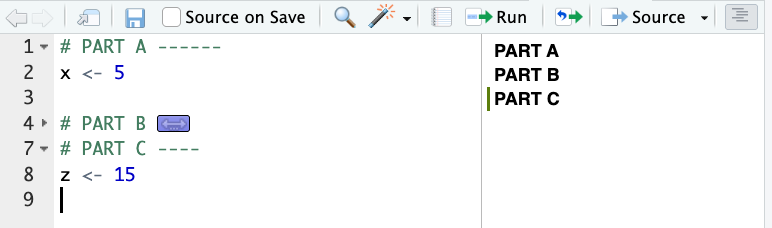 Source on Save Run Source
1 # PART A ------
2 x <- 5
3
4 # PART B
7 # PART C ----
8 z <- 15
9
PART A
PART B
PART C